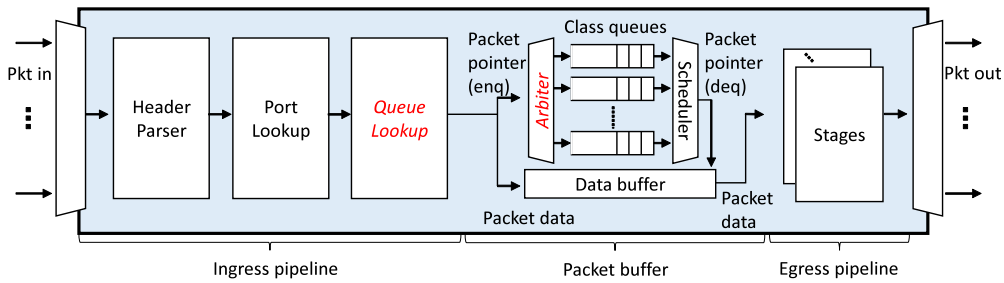 Pkt in
Header
Parser
Port
Lookup
Queue
Lookup
Packet
pointer
(enq)
Arbiter
Class queues
Scheduler
Packet
pointer
(deq)
Data buffer
Packet data
Packet
data
Stages
Pkt out
Ingress pipeline
Packet buffer
Egress pipeline